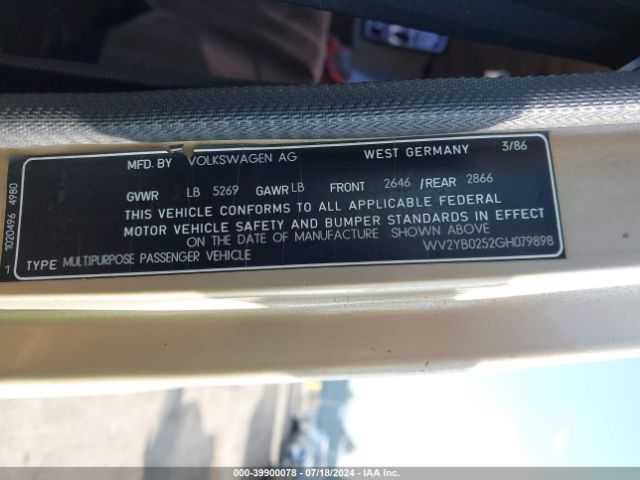 MFD. BY VOLKSWAGEN AG WEST GERMANY 3/86
GVWR LB 5269 GAWR LB FRONT 2646 /REAR 2866
THIS VEHICLE CONFORMS TO ALL APPLICABLE FEDERAL
MOTOR VEHICLE SAFETY AND BUMPER STANDARDS IN EFFECT
ON THE DATE OF MANUFACTURE SHOWN ABOVE
WV2YB0252GH079898
TYPE MULTIPURPOSE PASSENGER VEHICLE
1 1020496 4980
000-39900078 - 07/18/2024 - IAA Inc.